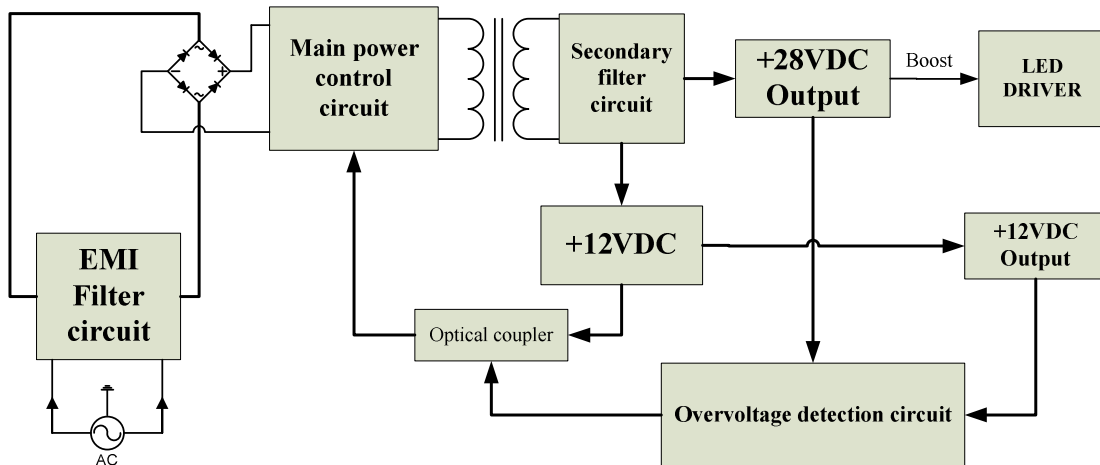 Main power
control
circuit
Secondary
filter
circuit
+28VDC
Output
Boost
LED
DRIVER
~
-
+
~
+12VDC
+12VDC
Output
EMI
Filter
circuit
Optical coupler
Overvoltage detection circuit
AC